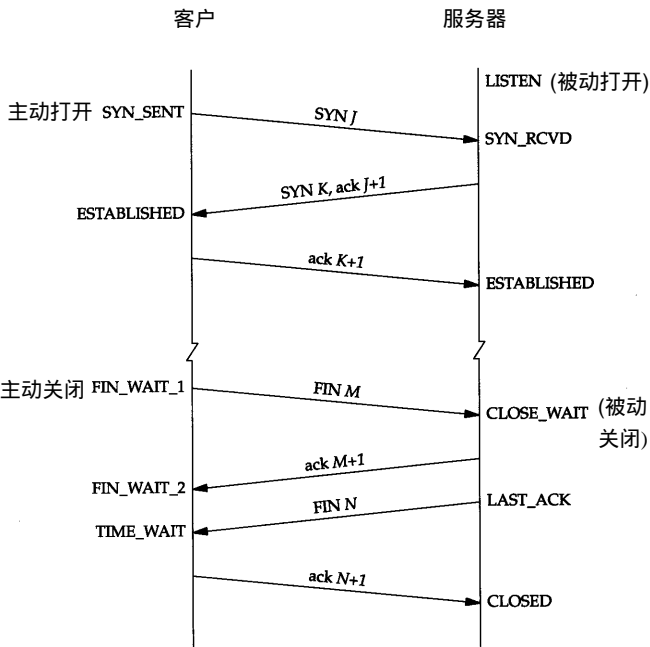 客户 服务器
LISTEN (被动打开)
主动打开 SYN_SENT
SYN J
SYN_RCVD
SYN K, ack J+1
ESTABLISHED
ack K+1
ESTABLISHED
主动关闭 FIN_WAIT_1
FIN M
CLOSE_WAIT (被动
关闭)
ack M+1
FIN_WAIT_2
FIN N
LAST_ACK
TIME_WAIT
ack N+1
CLOSED